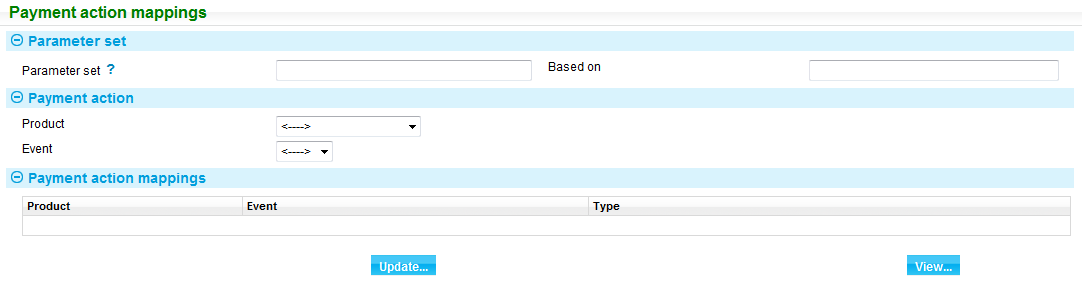 Payment action mappings
Parameter set
Parameter set ? Based on
Payment action
Product <---->
Event <---->
Payment action mappings
Product Event Type
Update... View...